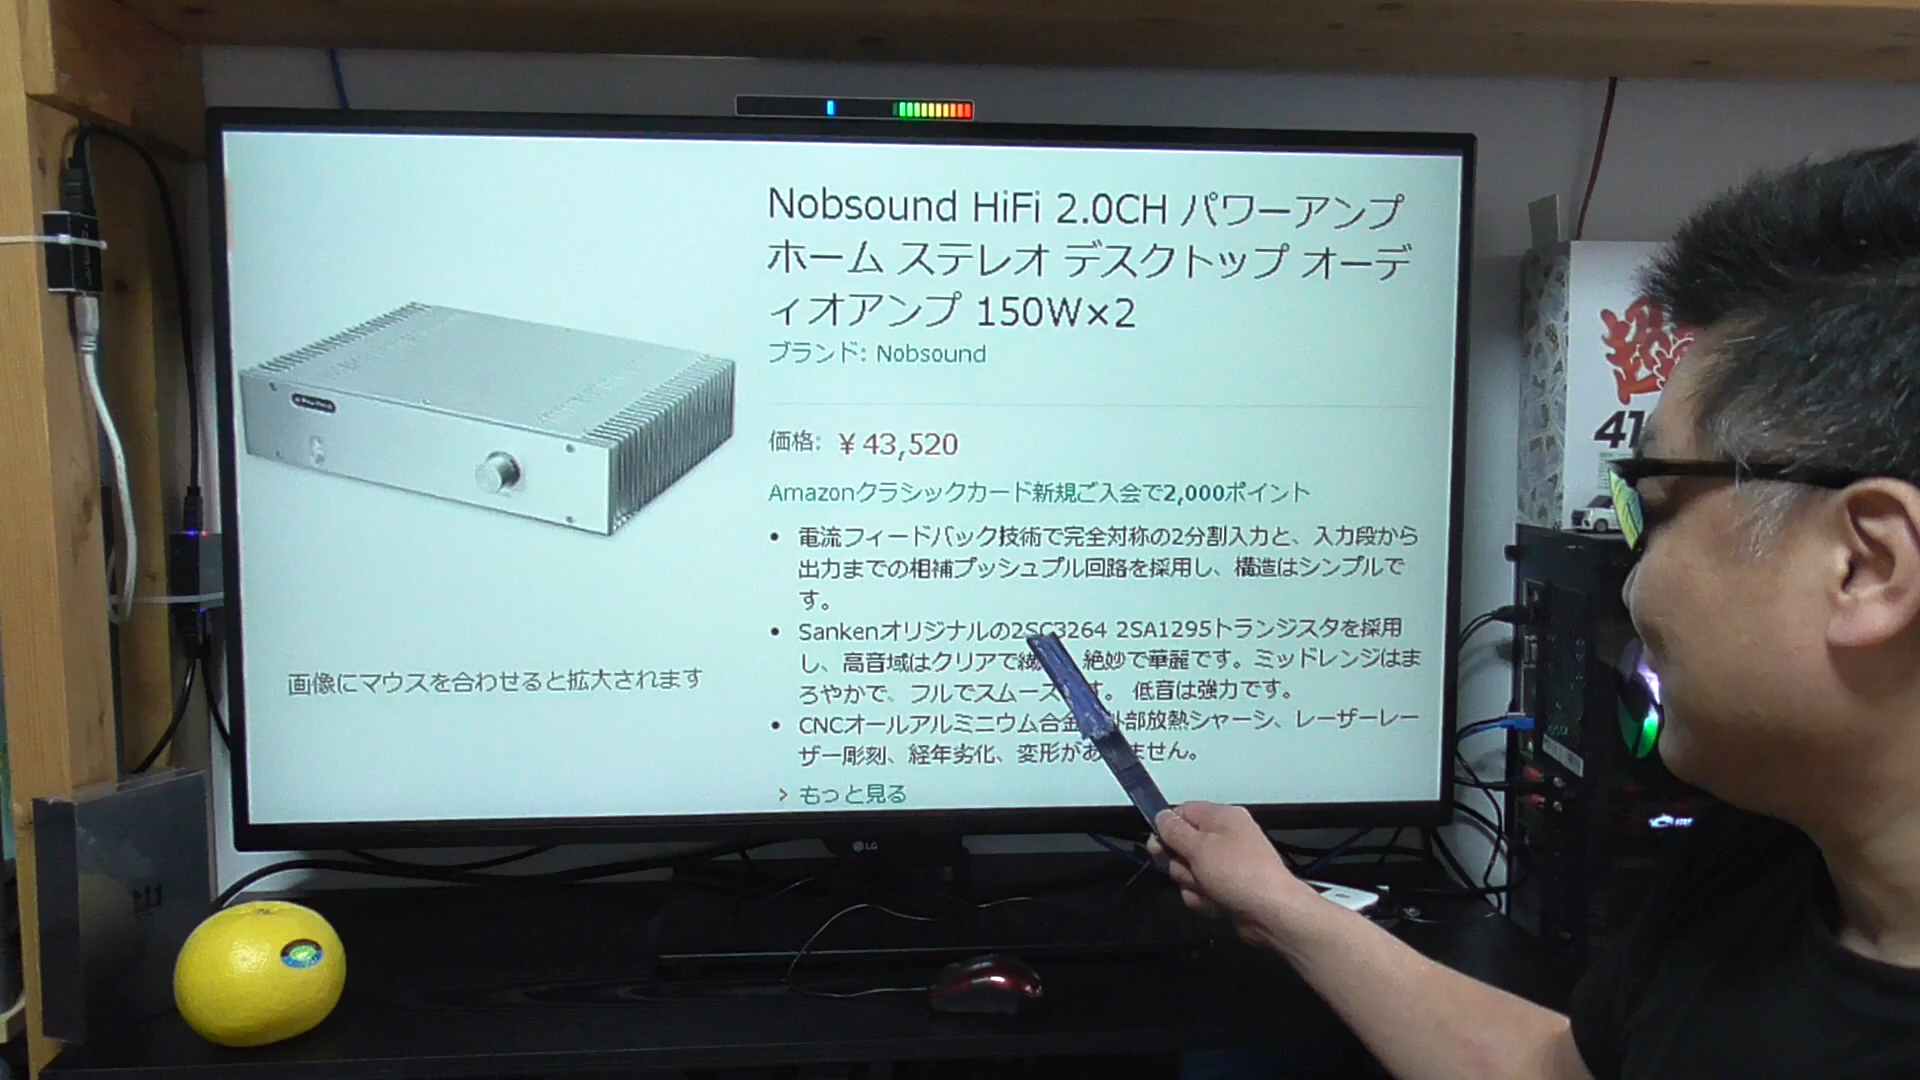 Nobsound HiFi 2.0CH パワーアンプ
ホーム ステレオ デスクトップ オーデ
ィオアンプ 150W×2
ブランド: Nobsound
価格: ¥ 43,520
Amazonクラシックカード新規ご入会で2,000ポイント
• 電流フィードバック技術で完全対称の2分割入力と、入力段から
出力までの相補プッシュプル回路を採用し、構造はシンプルで
す。
• Sankenオリジナルの2SC3264 2SA1295トランジスタを採用
し、高音域はクリアで繊 絶妙で華麗です。ミッドレンジはま
ろやかで、フルでスムーズ す。 低音は強力です。
• CNCオールアルミニウム合金 外部放熱シャーシ、レーザーレー
ザー彫刻、経年劣化、変形があ ません。
› もっと見る
画像にマウスを合わせると拡大されます
LG
超
41